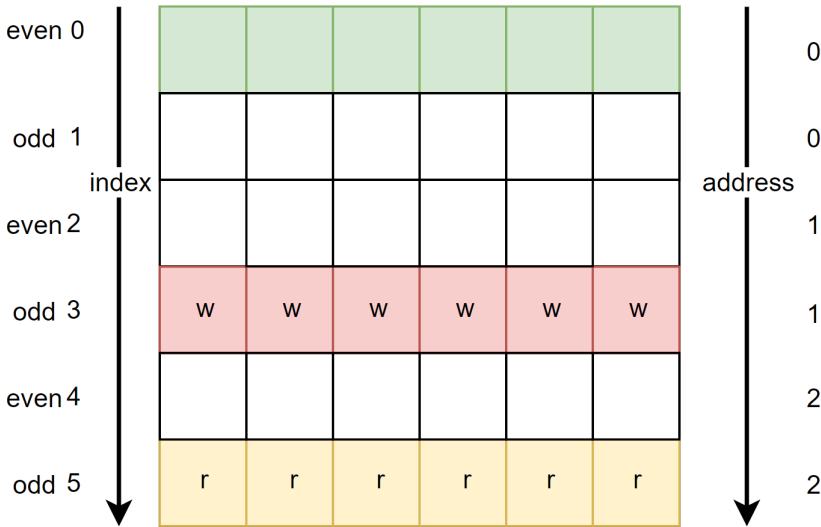 even 0
0
odd 1
0
index
address
even 2
1
odd 3 w w w w w w 1
even 4
2
odd 5 r r r r r r 2